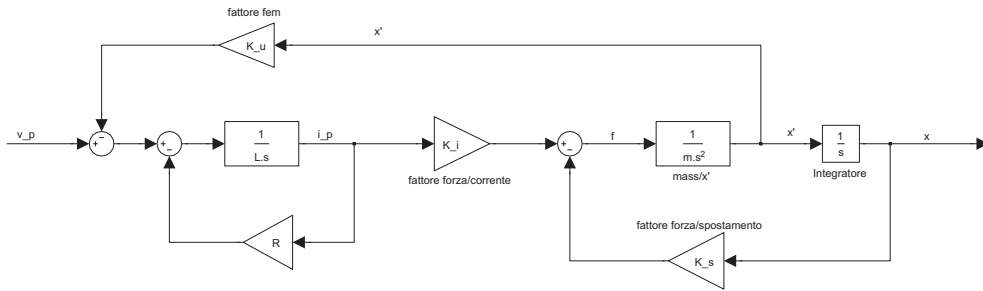 fattore fem
K_u
x'
v_p
+
−
+
−
1
L.s
i_p
K_i
fattore forza/corrente
+
−
f
1
m.s²
mass/x'
x'
1
s
Integratore
x
R
fattore forza/spostamento
K_s